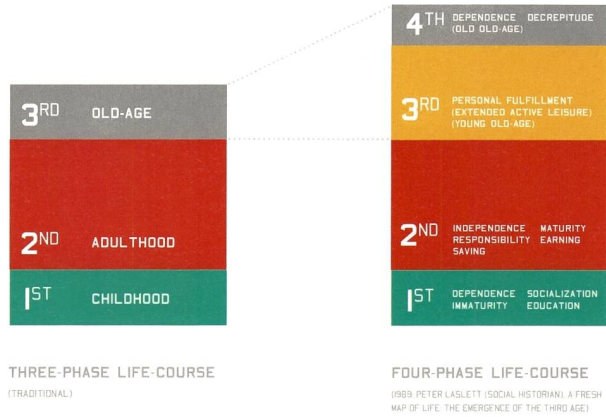 3RD OLD-AGE
2ND ADULTHOOD
1ST CHILDHOOD
THREE-PHASE LIFE-COURSE
(TRADITIONAL)
4TH DEPENDENCE DECREPITUDE
(OLD OLD-AGE)
3RD PERSONAL FULFILLMENT
(EXTENDED ACTIVE LEISURE)
(YOUNG OLD-AGE)
2ND INDEPENDENCE MATURITY
RESPONSIBILITY EARNING
SAVING
1ST DEPENDENCE SOCIALIZATION
IMMATURITY EDUCATION
FOUR-PHASE LIFE-COURSE
(1989: PETER LASLETT (SOCIAL HISTORIAN), A FRESH
MAP OF LIFE: THE EMERGENCE OF THE THIRD AGE)